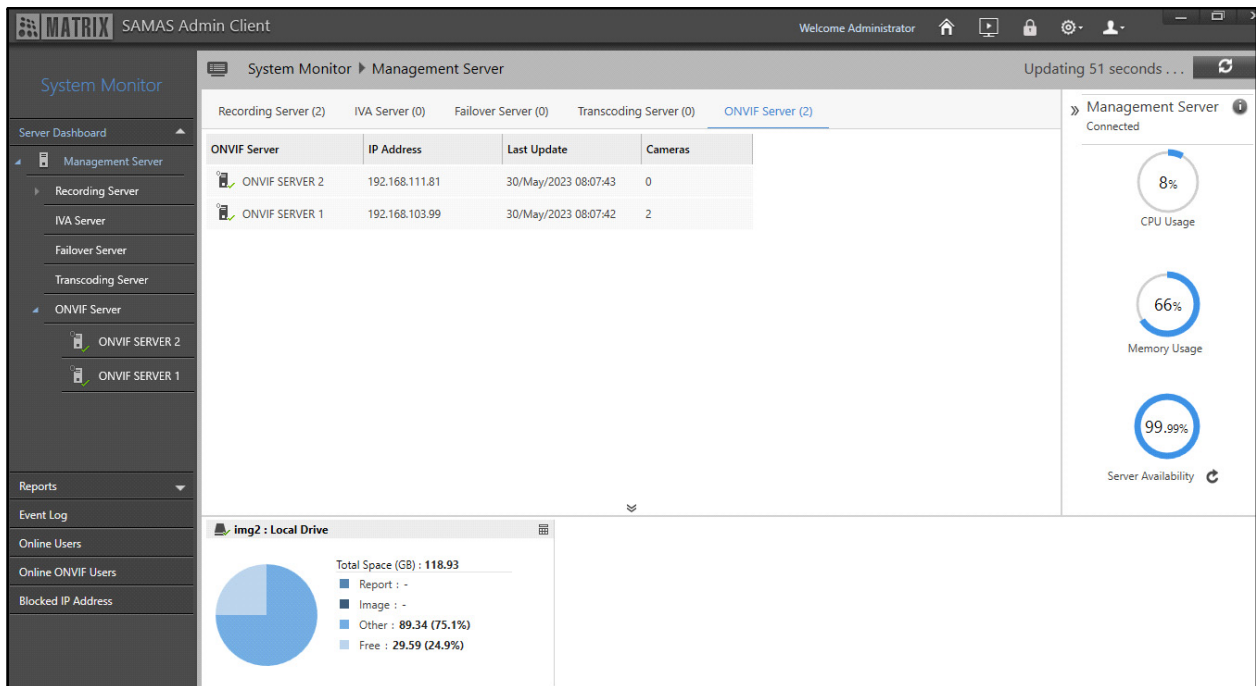 MATRIX SAMAS Admin Client
Welcome Administrator
System Monitor
System Monitor Management Server
Updating 51 seconds . . .
Server Dashboard
Management Server
Recording Server
IVA Server
Failover Server
Transcoding Server
ONVIF Server
ONVIF SERVER 2
ONVIF SERVER 1
Reports
Event Log
Online Users
Online ONVIF Users
Blocked IP Address
Recording Server (2) IVA Server (0) Failover Server (0) Transcoding Server (0) ONVIF Server (2)
ONVIF Server IP Address Last Update Cameras
ONVIF SERVER 2 192.168.111.81 30/May/2023 08:07:43 0
ONVIF SERVER 1 192.168.103.99 30/May/2023 08:07:42 2
Management Server
Connected
8%
CPU Usage
66%
Memory Usage
99.99%
Server Availability
img2 : Local Drive
Total Space (GB) : 118.93
Report : -
Image : -
Other : 89.34 (75.1%)
Free : 29.59 (24.9%)